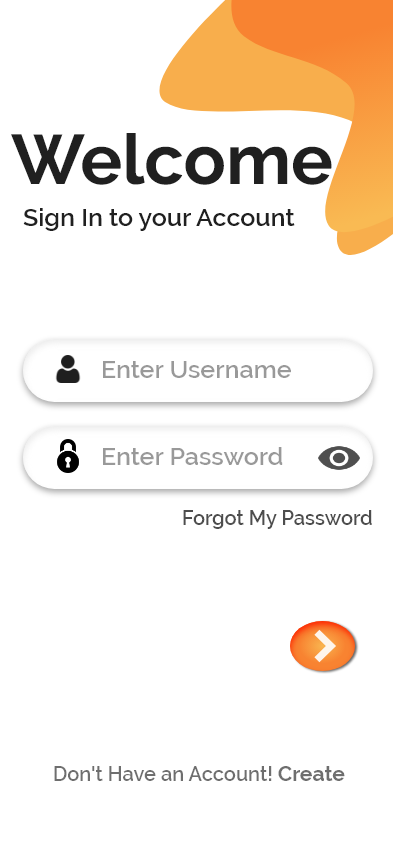 Welcome
Sign In to your Account
Enter Username
Enter Password
Forgot My Password
Don't Have an Account! Create